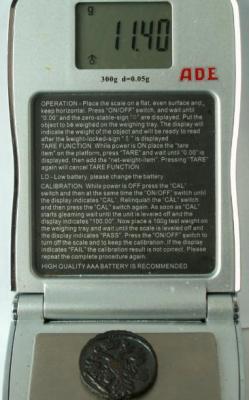 g
11.40
300g d=0.05g
ADE
OPERATION - Place the scale on a flat, even surface and
keep horizontal. Press "ON/OFF" switch, and wait until
"0.00" and the zero-stable-sign are displayed. Put the
object to be weighed on the weighing tray. The display will
indicate the weight of the object and will be ready to read
after the weight-locked-sign is displayed.
TARE FUNCTION: While power is ON place the "tare
item" on the platform, press "TARE" and wait until "0.00" is
displayed, then add the "net-weight-item". Pressing "TARE"
again will cancel TARE FUNCTION
LO - Low battery, please change the battery
CALIBRATION: While power is OFF press the "CAL"
switch and then at the same time the "ON/OFF" switch until
the display indicates "CAL". Relinquish the "CAL" switch
and then press the "CAL" switch again. As soon as "CAL"
starts gleaming wait until the unit is leveled off and the
display indicates "100.00". Now place a 100g test weight on
the weighing tray and wait until the scale is leveled off and
the display indicates "PASS". Press the "ON/OFF" switch to
turn off the scale and to keep the calibration. If the display
indicates "FAIL" the calibration result is not correct. Please
repeat the complete procedure again.
HIGH QUALITY AAA BATTERY IS RECOMMENDED